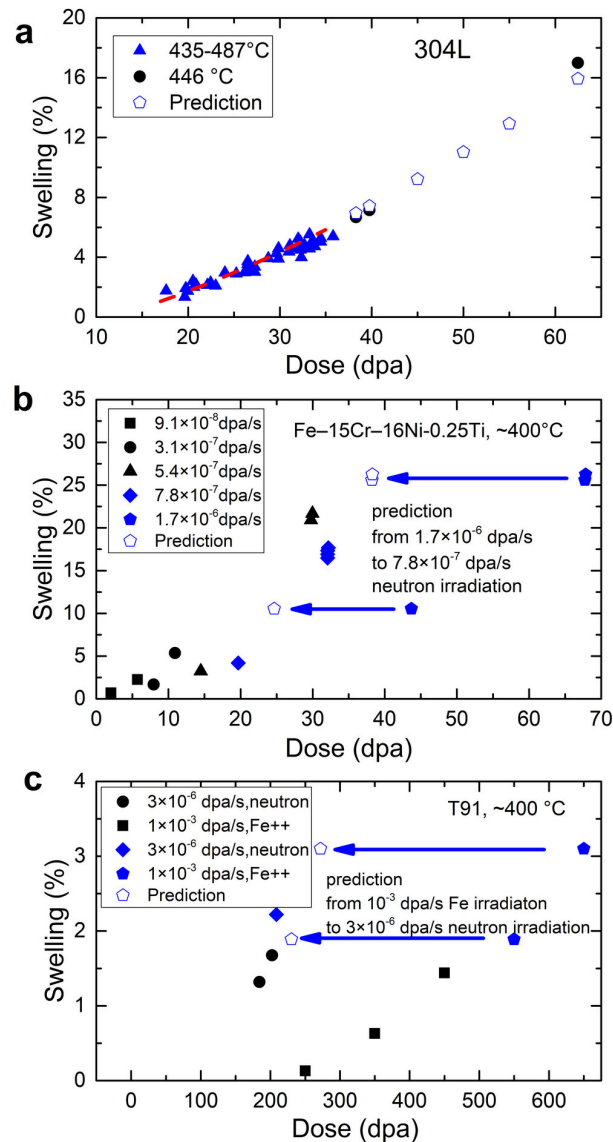 a
304L
435-487°C
446 °C
Prediction
Swelling (%)
20
16
12
8
4
0
10 20 30 40 50 60 70
Dose (dpa)
b
Fe–15Cr–16Ni-0.25Ti, ~400°C
9.1×10⁻⁸dpa/s
3.1×10⁻⁷dpa/s
5.4×10⁻⁷dpa/s
7.8×10⁻⁷dpa/s
1.7×10⁻⁶dpa/s
Prediction
prediction
from 1.7×10⁻⁶
to 7.8×10⁻⁷ dpa/s
neutron irradiation
Swelling (%)
35
30
25
20
15
10
5
0
0 10 20 30 40 50 60 70
Dose (dpa)
c
T91, ~400 °C
3×10⁻⁶ dpa/s,neutron
1×10⁻³ dpa/s,Fe++
3×10⁻⁶ dpa/s,neutron
1×10⁻³ dpa/s,Fe++
Prediction
prediction
from 10⁻³ dpa/s Fe irradiaton
to 3×10⁻⁶ dpa/s neutron irradiation
Swelling (%)
4
3
2
1
0
0 100 200 300 400 500 600
Dose (dpa)